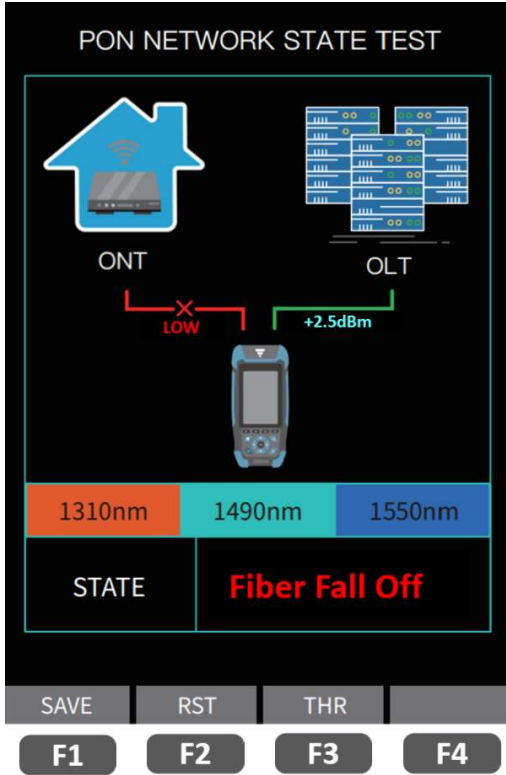 PON NETWORK STATE TEST
ONT
OLT
LOW
+2.5dBm
1310nm 1490nm 1550nm
STATE Fiber Fall Off
SAVE RST THR
F1 F2 F3 F4